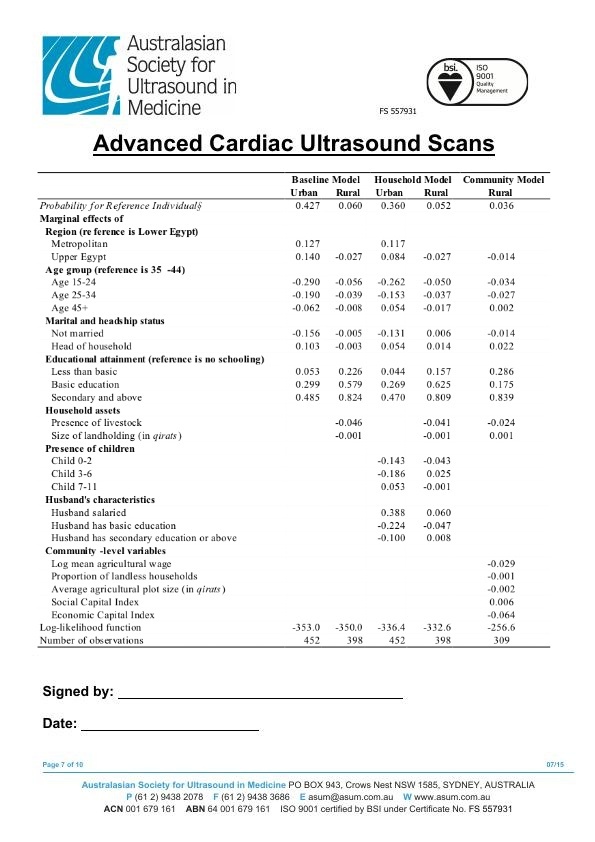 Australasian
Society for
Ultrasound in
Medicine
bsi.
ISO
9001
Quality
Management
FS 557931
Advanced Cardiac Ultrasound Scans
Baseline Model Household Model Community Model
Urban Rural Urban Rural Rural
Probability for Reference Individual§ 0.427 0.060 0.360 0.052 0.036
Marginal effects of
Region (reference is Lower Egypt)
Metropolitan 0.127 0.117
Upper Egypt 0.140 -0.027 0.084 -0.027 -0.014
Age group (reference is 35 -44)
Age 15-24 -0.290 -0.056 -0.262 -0.050 -0.034
Age 25-34 -0.190 -0.039 -0.153 -0.037 -0.027
Age 45+ -0.062 -0.008 0.054 -0.017 0.002
Marital and headship status
Not married -0.156 -0.005 -0.131 0.006 -0.014
Head of household 0.103 -0.003 0.054 0.014 0.022
Educational attainment (reference is no schooling)
Less than basic 0.053 0.226 0.044 0.157 0.286
Basic education 0.299 0.579 0.269 0.625 0.175
Secondary and above 0.485 0.824 0.470 0.809 0.839
Household assets
Presence of livestock -0.046 -0.041 -0.024
Size of landholding (in qirats) -0.001 -0.001 0.001
Presence of children
Child 0-2 -0.143 -0.043
Child 3-6 -0.186 0.025
Child 7-11 0.053 -0.001
Husband's characteristics
Husband salaried 0.388 0.060
Husband has basic education -0.224 -0.047
Husband has secondary education or above -0.100 0.008
Community -level variables
Log mean agricultural wage -0.029
Proportion of landless households -0.001
Average agricultural plot size (in qirats) -0.002
Social Capital Index 0.006
Economic Capital Index -0.064
Log-likelihood function -353.0 -350.0 -336.4 -332.6 -256.6
Number of observations 452 398 452 398 309
Signed by:
Date:
Page 7 of 10 07/15
Australasian Society for Ultrasound in Medicine PO BOX 943, Crows Nest NSW 1585, SYDNEY, AUSTRALIA
P (61 2) 9438 2078 F (61 2) 9438 3686 E asum@asum.com.au W www.asum.com.au
ACN 001 679 161 ABN 64 001 679 161 ISO 9001 certified by BSI under Certificate No. FS 557931